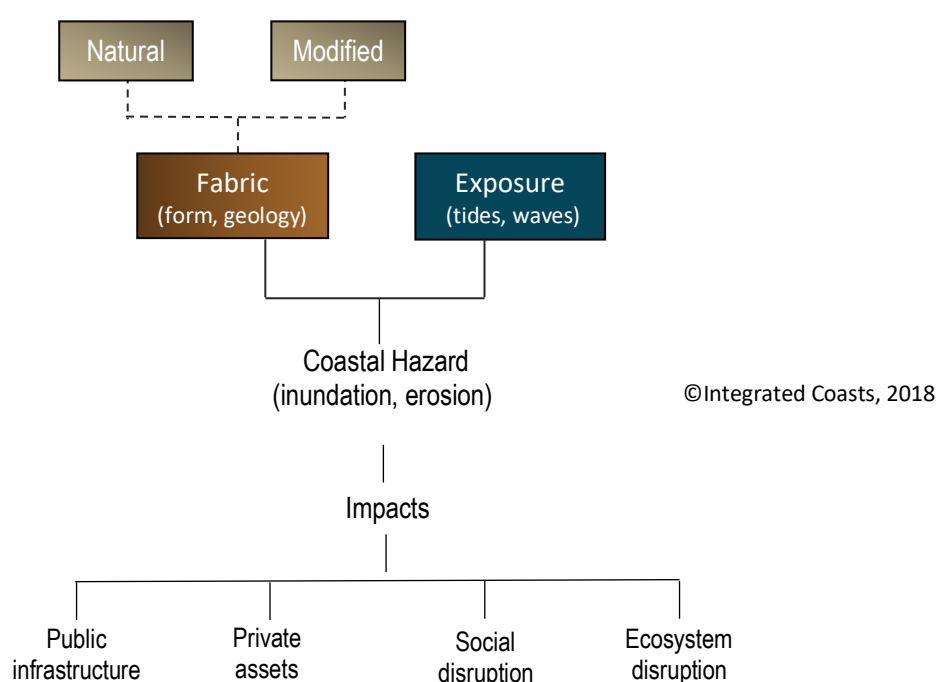 Natural
Modified
Fabric
(form, geology)
Exposure
(tides, waves)
Coastal Hazard
(inundation, erosion)
©Integrated Coasts, 2018
Impacts
Public
infrastructure
Private
assets
Social
disruption
Ecosystem
disruption